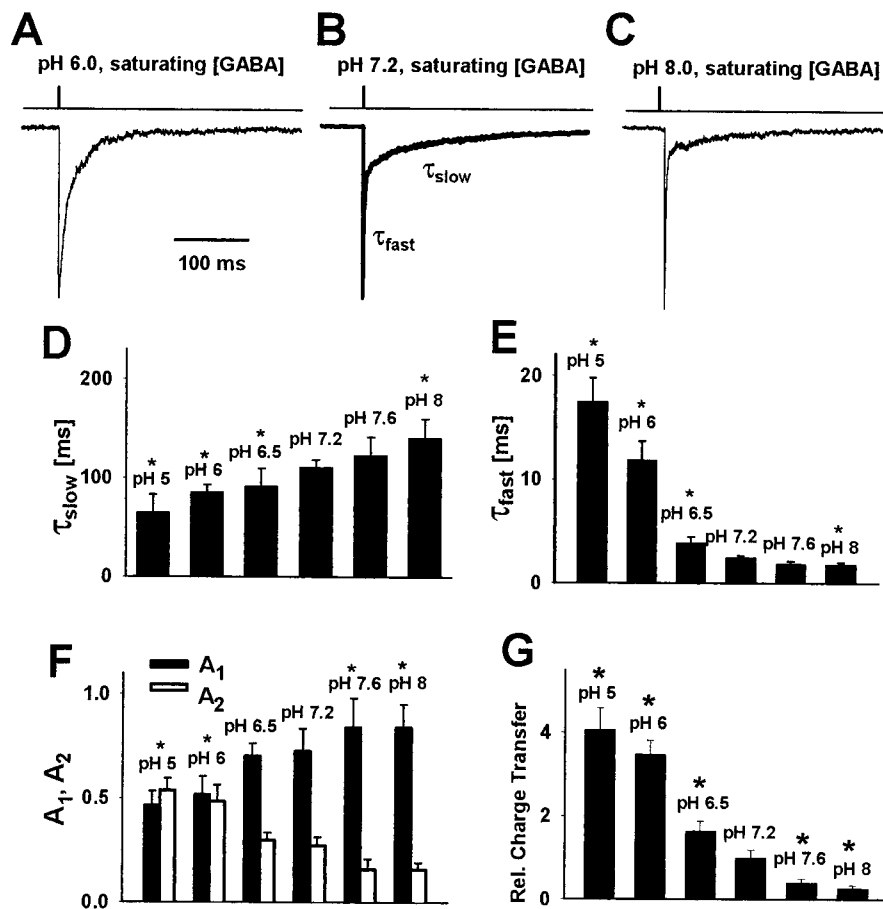 A
B
C
pH 6.0, saturating [GABA]
pH 7.2, saturating [GABA]
pH 8.0, saturating [GABA]
τslow
τfast
100 ms
D
τslow [ms]
200
100
0
* pH 5
* pH 6
* pH 6.5
pH 7.2
pH 7.6
* pH 8
E
τfast [ms]
20
10
0
* pH 5
* pH 6
* pH 6.5
pH 7.2
pH 7.6
* pH 8
F
A1
A2
A1, A2
1.0
0.5
0.0
* pH 5
* pH 6
pH 6.5
pH 7.2
* pH 7.6
* pH 8
G
Rel. Charge Transfer
4
2
0
* pH 5
* pH 6
* pH 6.5
pH 7.2
* pH 7.6
* pH 8